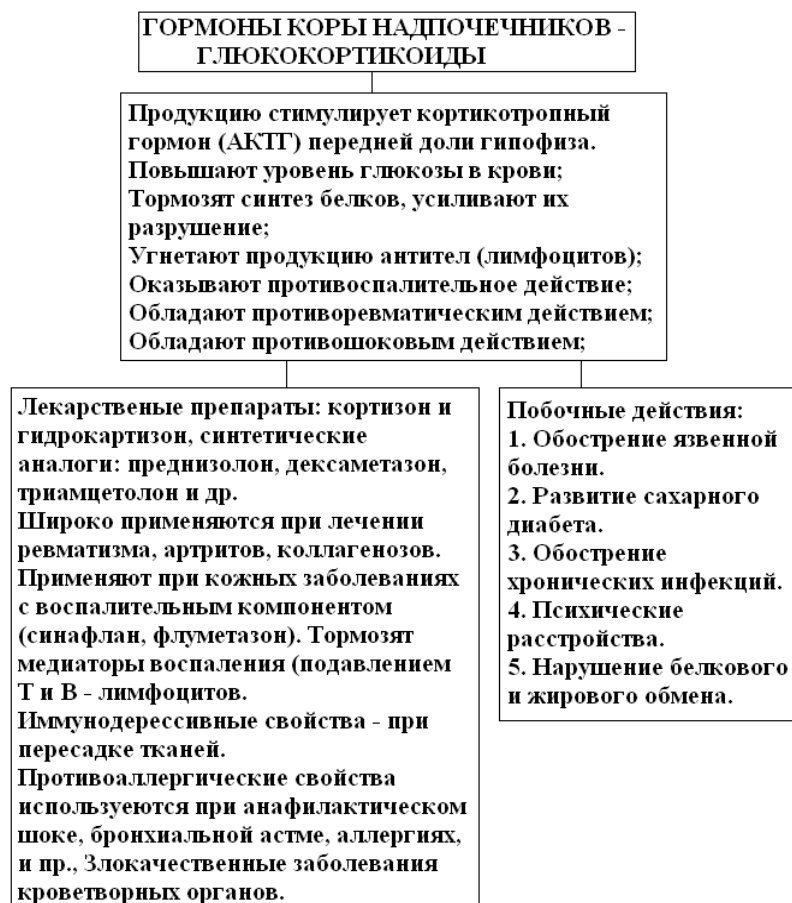 ГОРМОНЫ КОРЫ НАДПОЧЕЧНИКОВ -
ГЛЮКОКОРТИКОИДЫ
Продукцию стимулирует кортикотропный
гормон (АКТГ) передней доли гипофиза.
Повышают уровень глюкозы в крови;
Тормозят синтез белков, усиливают их
разрушение;
Угнетают продукцию антител (лимфоцитов);
Оказывают противоспалительное действие;
Обладают противоревматическим действием;
Обладают противошоковым действием;
Лекарственые препараты: кортизон и
гидрокартизон, синтетические
аналоги: преднизолон, дексаметазон,
триамцетолон и др.
Широко применяются при лечении
ревматизма, артритов, коллагенозов.
Применяют при кожных заболеваниях
с воспалительным компонентом
(синафлан, флуметазон). Тормозят
медиаторы воспаления (подавлением
Т и В - лимфоцитов.
Иммунодерессивные свойства - при
пересадке тканей.
Противоаллергические свойства
используеются при анафилактическом
шоке, бронхиальной астме, аллергиях,
и пр., Злокачественные заболевания
кроветворных органов.
Побочные действия:
1. Обострение язвенной
болезни.
2. Развитие сахарного
диабета.
3. Обострение
хронических инфекций.
4. Психические
расстройства.
5. Нарушение белкового
и жирового обмена.